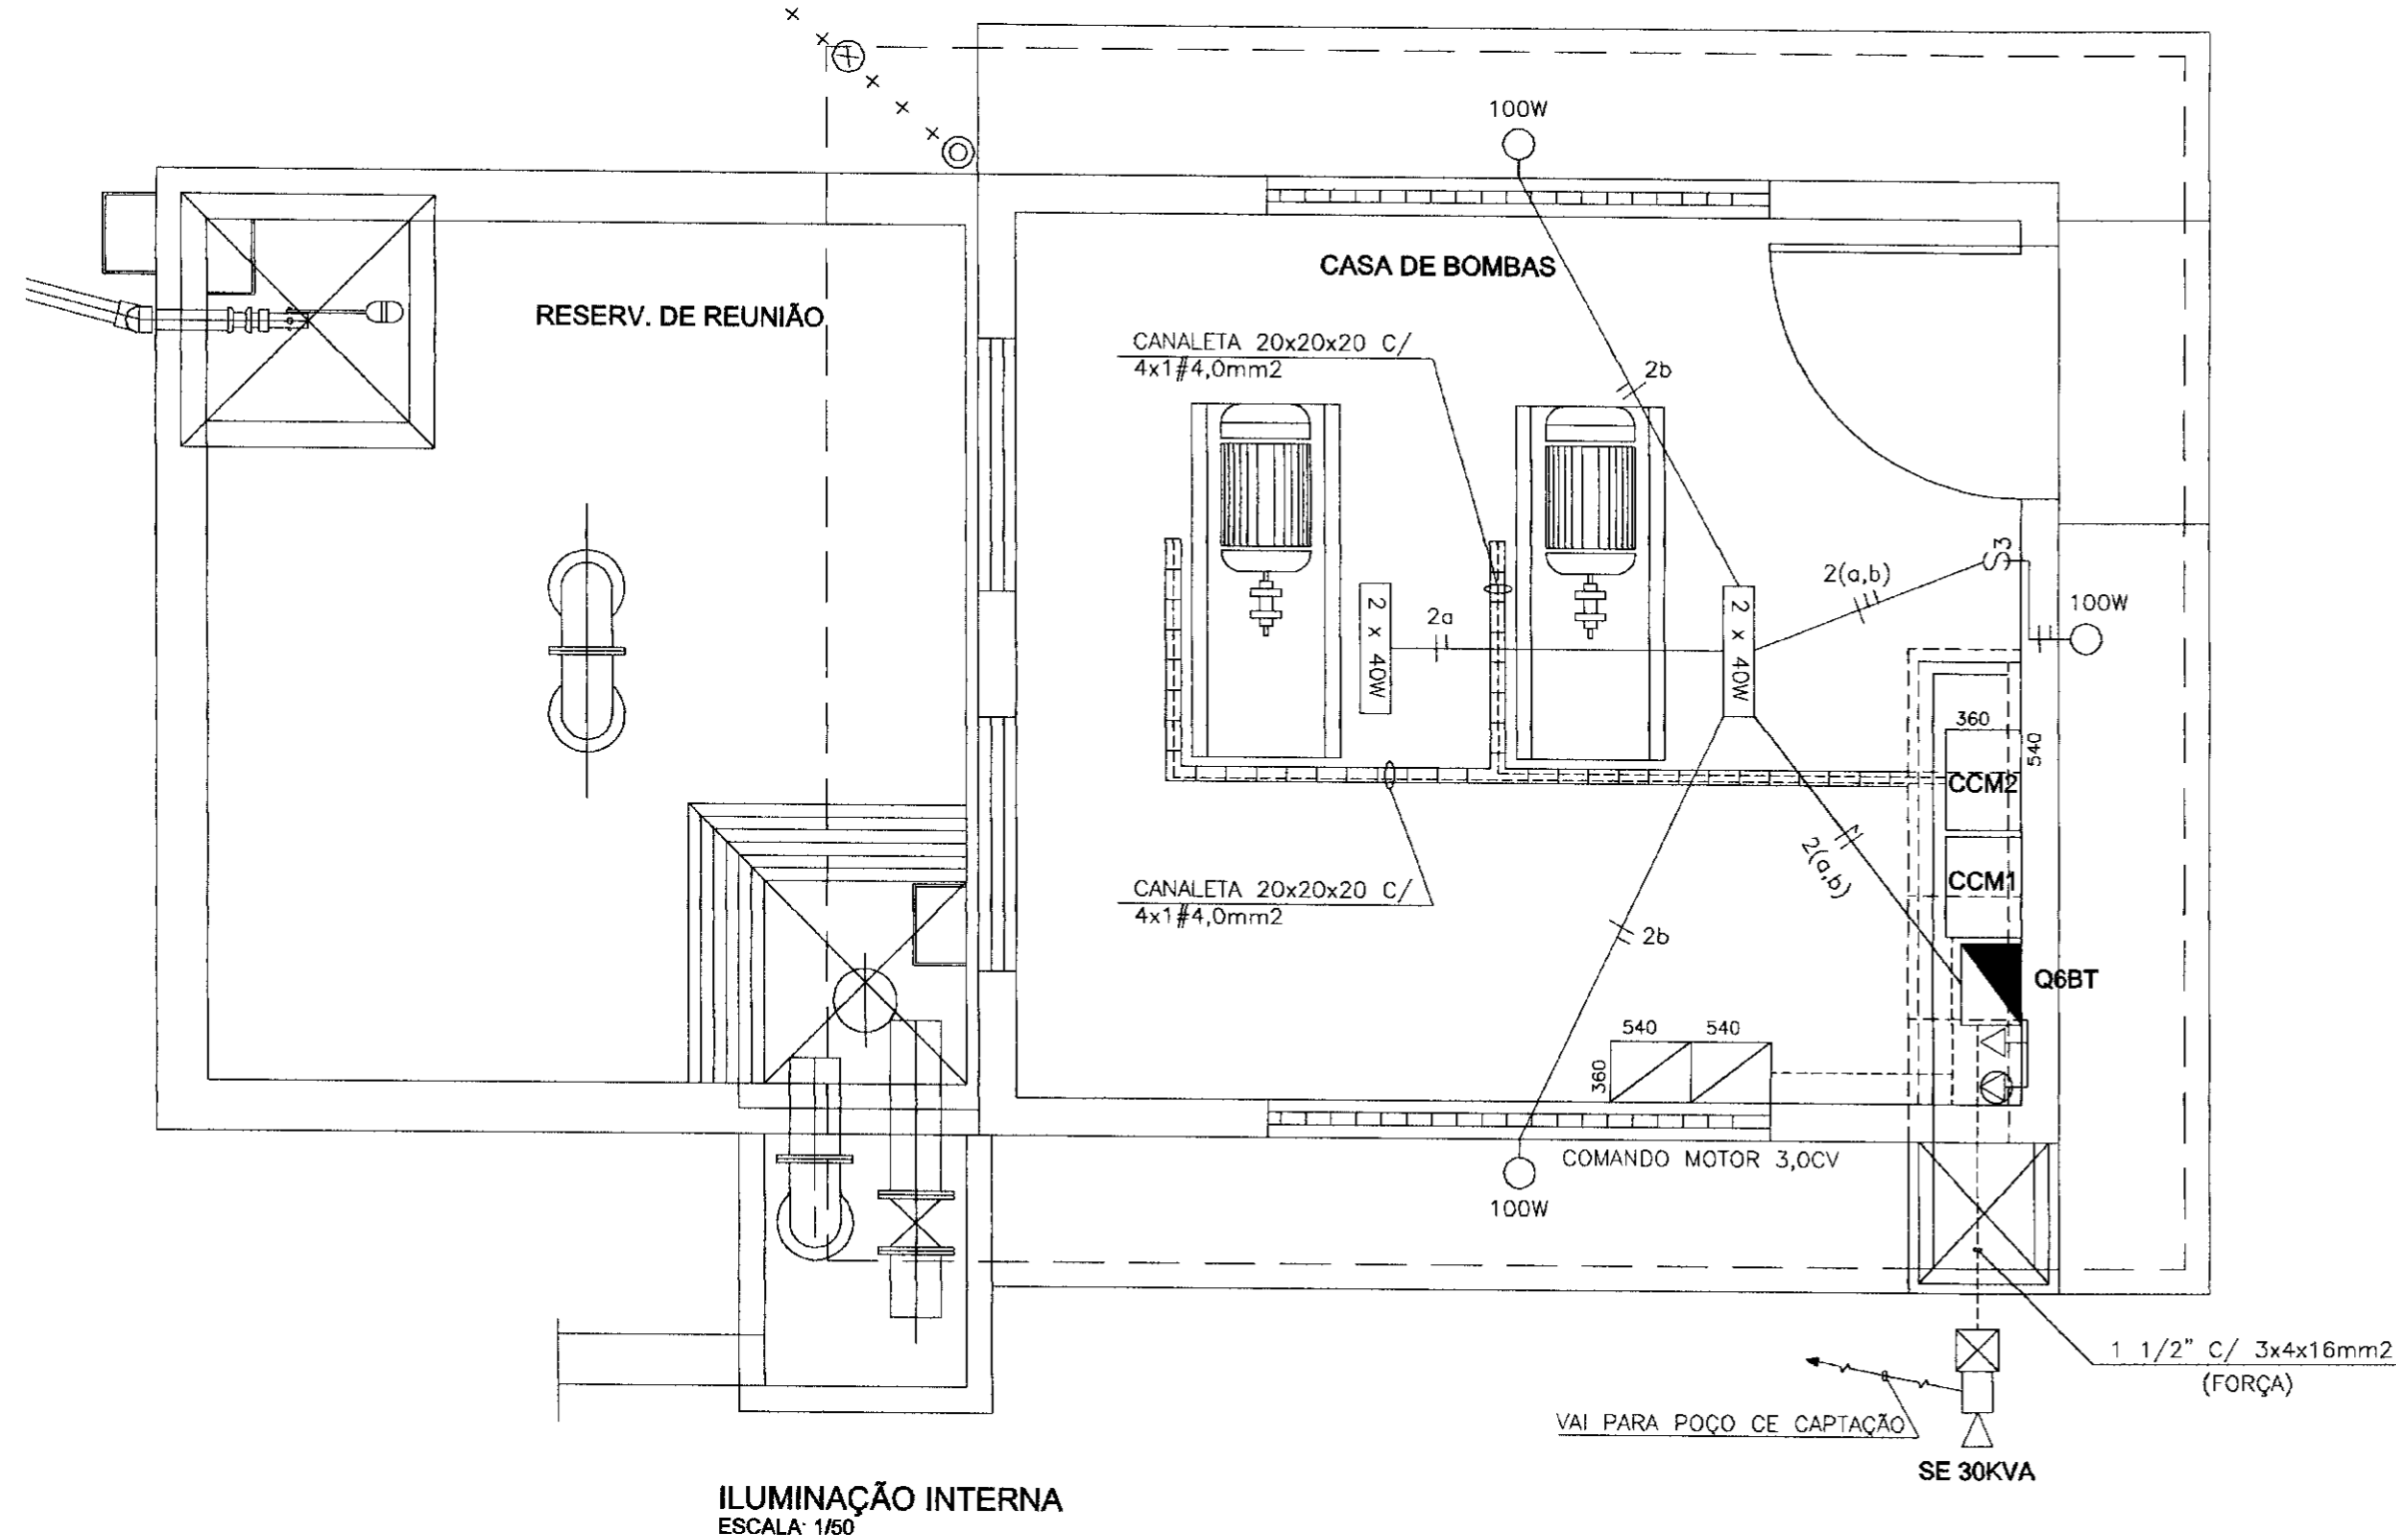 100W
CASA DE BOMBAS
RESERV. DE REUNIÃO
CANALETA 20x20x20 C/
4x1#4,0mm2
2b
2(a,b)
S3
100W
2a
2 x 40W
2 x 40W
360
540
CCM2
2(a,b)
CCM1
CANALETA 20x20x20 C/
4x1#4,0mm2
2b
Q6BT
540
540
360
COMANDO MOTOR 3,0CV
100W
1 1/2" C/ 3x4x16mm2
(FORÇA)
VAI PARA POÇO CE CAPTAÇÃO
SE 30KVA
ILUMINAÇÃO INTERNA
ESCALA: 1/50